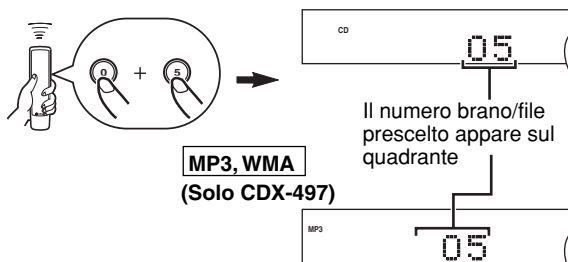 CD
05
0 + 5
Il numero brano/file
prescelto appare sul
quadrante
MP3, WMA
(Solo CDX-497)
MP3
05